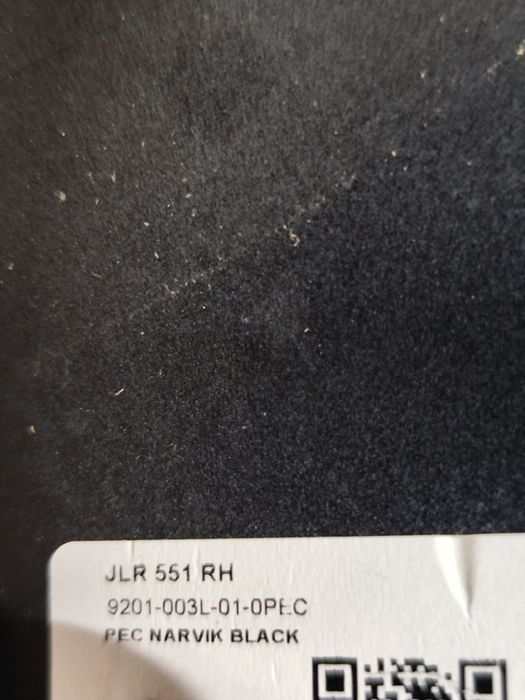 JLR 551 RH
9201-003L-01-0PEC
PEC NARVIK BLACK